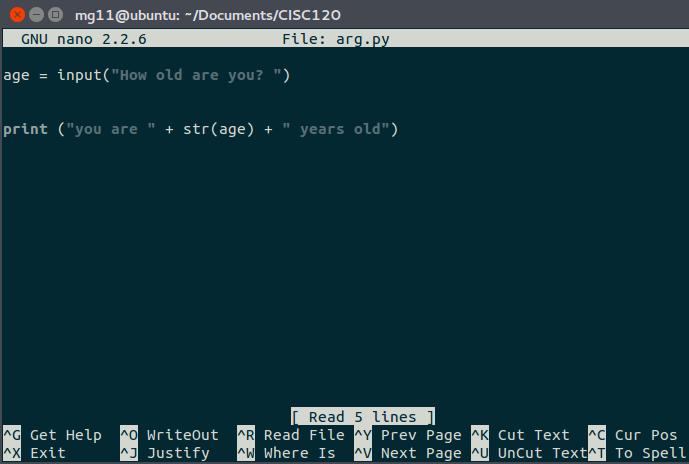 mg11@ubuntu: ~/Documents/CISC120
GNU nano 2.2.6 File: arg.py
age = input("How old are you? ")
print ("you are " + str(age) + " years old")
[ Read 5 lines ]
^G Get Help ^O WriteOut ^R Read File ^Y Prev Page ^K Cut Text ^C Cur Pos
^X Exit ^J Justify ^W Where Is ^V Next Page ^U UnCut Text ^T To Spell